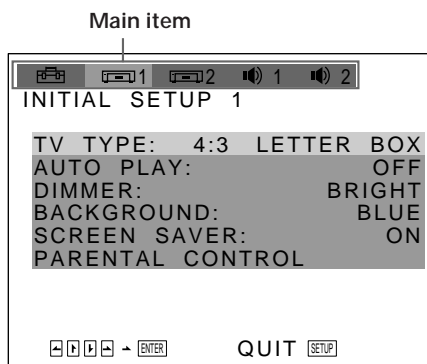 Main item
1 2 1 2
INITIAL SETUP 1
TV TYPE: 4:3 LETTER BOX
AUTO PLAY: OFF
DIMMER: BRIGHT
BACKGROUND: BLUE
SCREEN SAVER: ON
PARENTAL CONTROL
ENTER QUIT SETUP